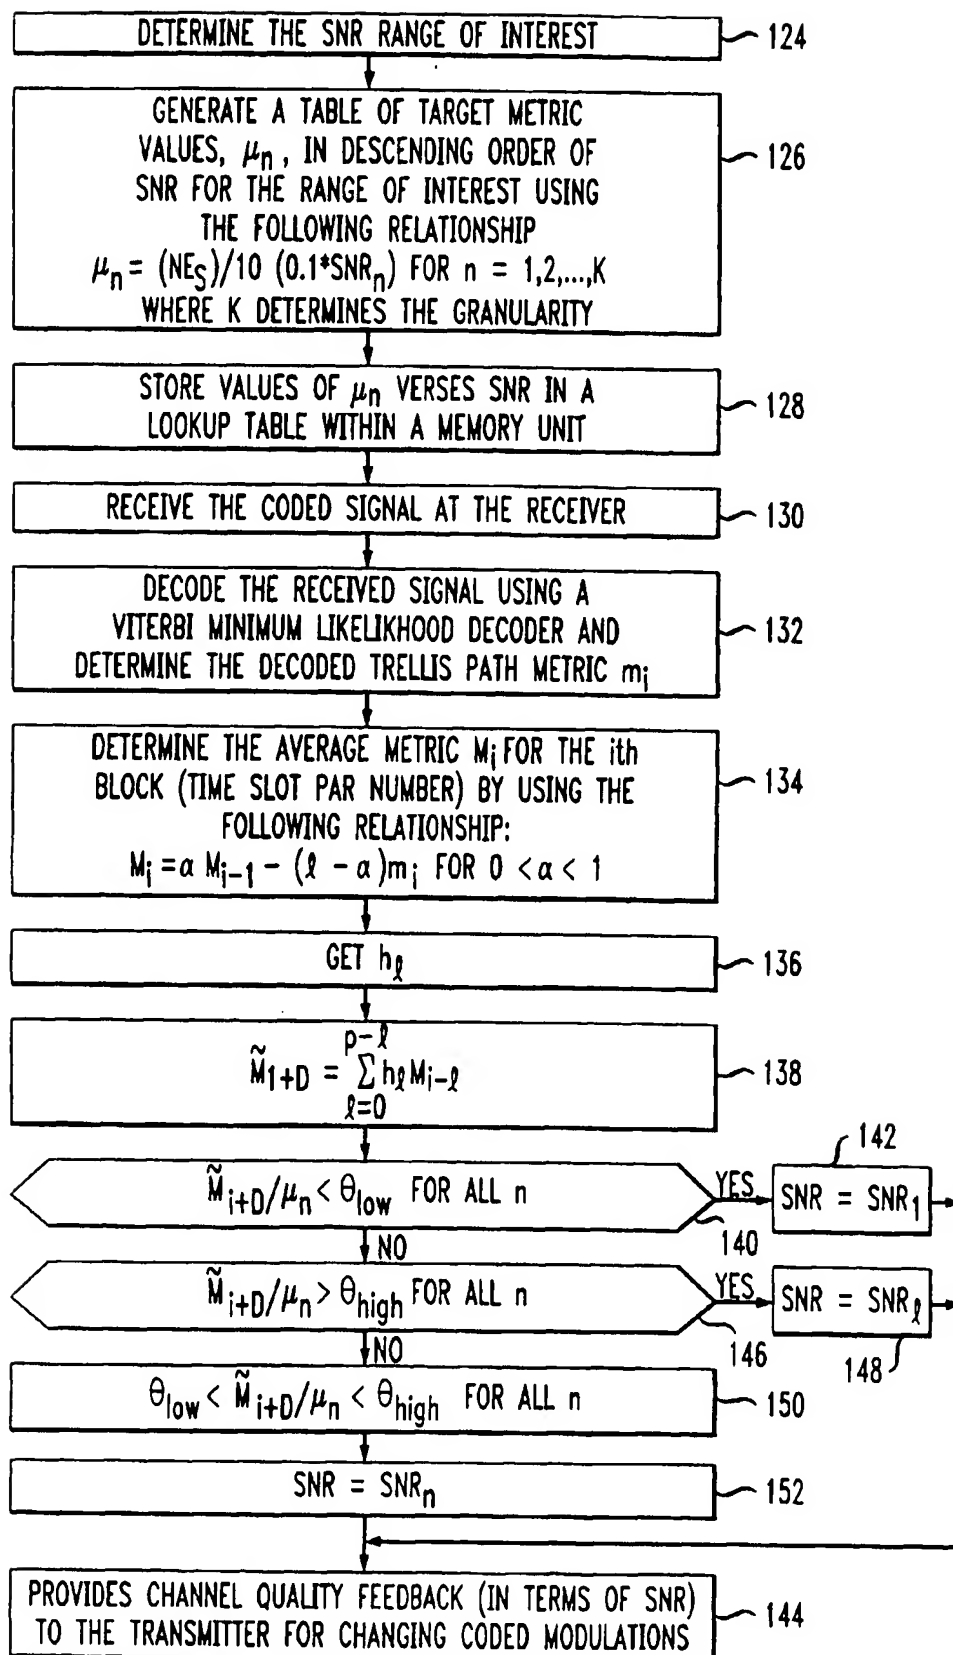 DETERMINE THE SNR RANGE OF INTEREST
124
GENERATE A TABLE OF TARGET METRIC
VALUES, μn, IN DESCENDING ORDER OF
SNR FOR THE RANGE OF INTEREST USING
THE FOLLOWING RELATIONSHIP
μn = (NES)/10 (0.1*SNRn) FOR n = 1,2,...,K
WHERE K DETERMINES THE GRANULARITY
126
STORE VALUES OF μn VERSES SNR IN A
LOOKUP TABLE WITHIN A MEMORY UNIT
128
RECEIVE THE CODED SIGNAL AT THE RECEIVER
130
DECODE THE RECEIVED SIGNAL USING A
VITERBI MINIMUM LIKELIKHOOD DECODER AND
DETERMINE THE DECODED TRELLIS PATH METRIC mi
132
DETERMINE THE AVERAGE METRIC Mi FOR THE ith
BLOCK (TIME SLOT PAR NUMBER) BY USING THE
FOLLOWING RELATIONSHIP:
Mi = α Mi-1 - (ℓ - α)mi FOR 0 < α < 1
134
GET hℓ
136
p-ℓ
M̃1+D = Σ hℓ Mi-ℓ
ℓ=0
138
M̃i+D/μn < θlow FOR ALL n
YES
140
142
SNR = SNR1
NO
M̃i+D/μn > θhigh FOR ALL n
YES
146
SNR = SNRℓ
148
NO
θlow < M̃i+D/μn < θhigh FOR ALL n
150
SNR = SNRn
152
PROVIDES CHANNEL QUALITY FEEDBACK (IN TERMS OF SNR)
TO THE TRANSMITTER FOR CHANGING CODED MODULATIONS
144